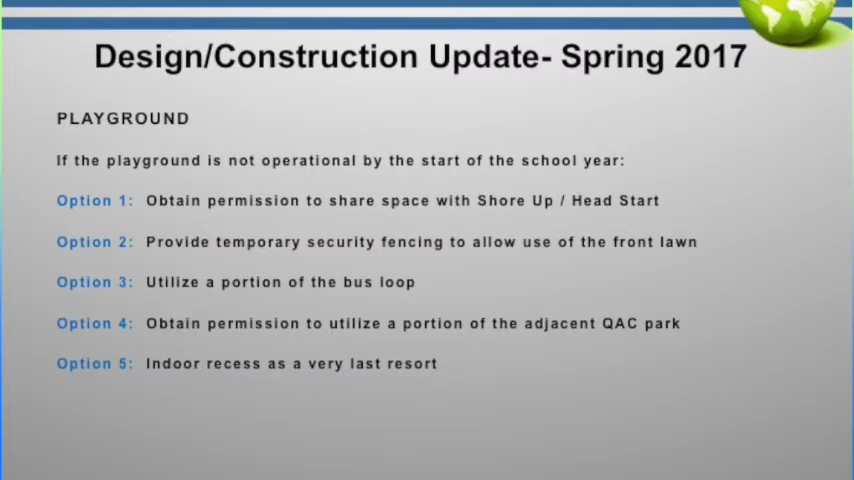 Design/Construction Update- Spring 2017
PLAYGROUND
If the playground is not operational by the start of the school year:
Option 1: Obtain permission to share space with Shore Up / Head Start
Option 2: Provide temporary security fencing to allow use of the front lawn
Option 3: Utilize a portion of the bus loop
Option 4: Obtain permission to utilize a portion of the adjacent QAC park
Option 5: Indoor recess as a very last resort